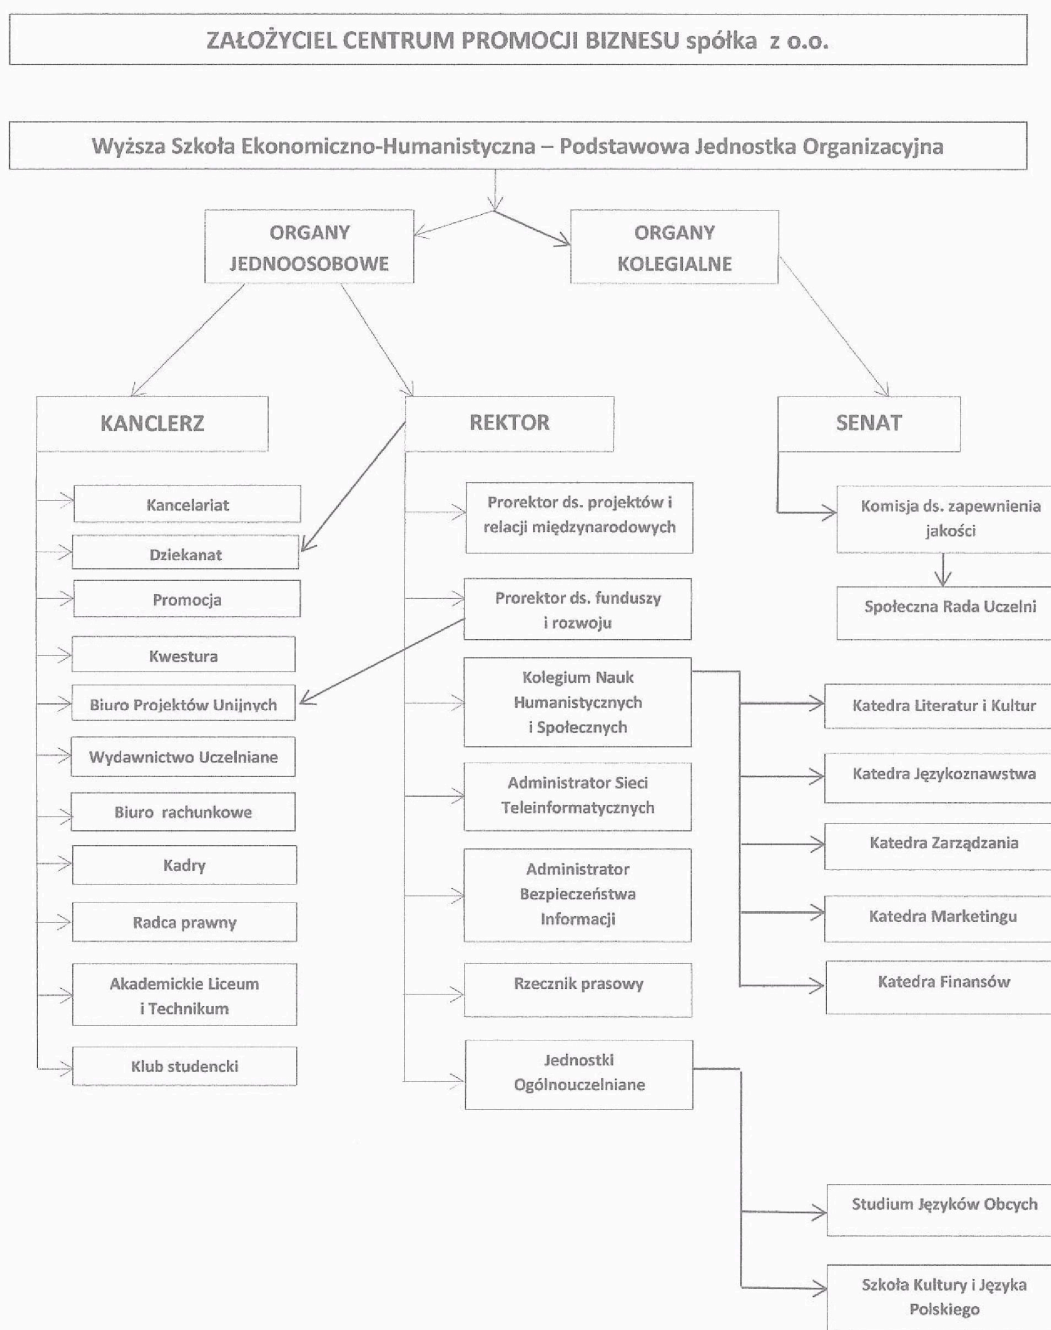 ZAŁOŻYCIEL CENTRUM PROMOCJI BIZNESU spółka z o.o.
Wyższa Szkoła Ekonomiczno-Humanistyczna – Podstawowa Jednostka Organizacyjna
ORGANY
JEDNOOSOBOWE
ORGANY
KOLEGIALNE
KANCLERZ
Kancelariat
Dziekanat
Promocja
Kwestura
Biuro Projektów Unijnych
Wydawnictwo Uczelniane
Biuro rachunkowe
Kadry
Radca prawny
Akademickie Liceum
i Technikum
Klub studencki
REKTOR
Prorektor ds. projektów i
relacji międzynarodowych
Prorektor ds. funduszy
i rozwoju
Kolegium Nauk
Humanistycznych
i Społecznych
Administrator Sieci
Teleinformatycznych
Administrator
Bezpieczeństwa
Informacji
Rzecznik prasowy
Jednostki
Ogólnouczelniane
SENAT
Komisja ds. zapewnienia
jakości
Społeczna Rada Uczelni
Katedra Literatur i Kultur
Katedra Językoznawstwa
Katedra Zarządzania
Katedra Marketingu
Katedra Finansów
Studium Języków Obcych
Szkoła Kultury i Języka
Polskiego